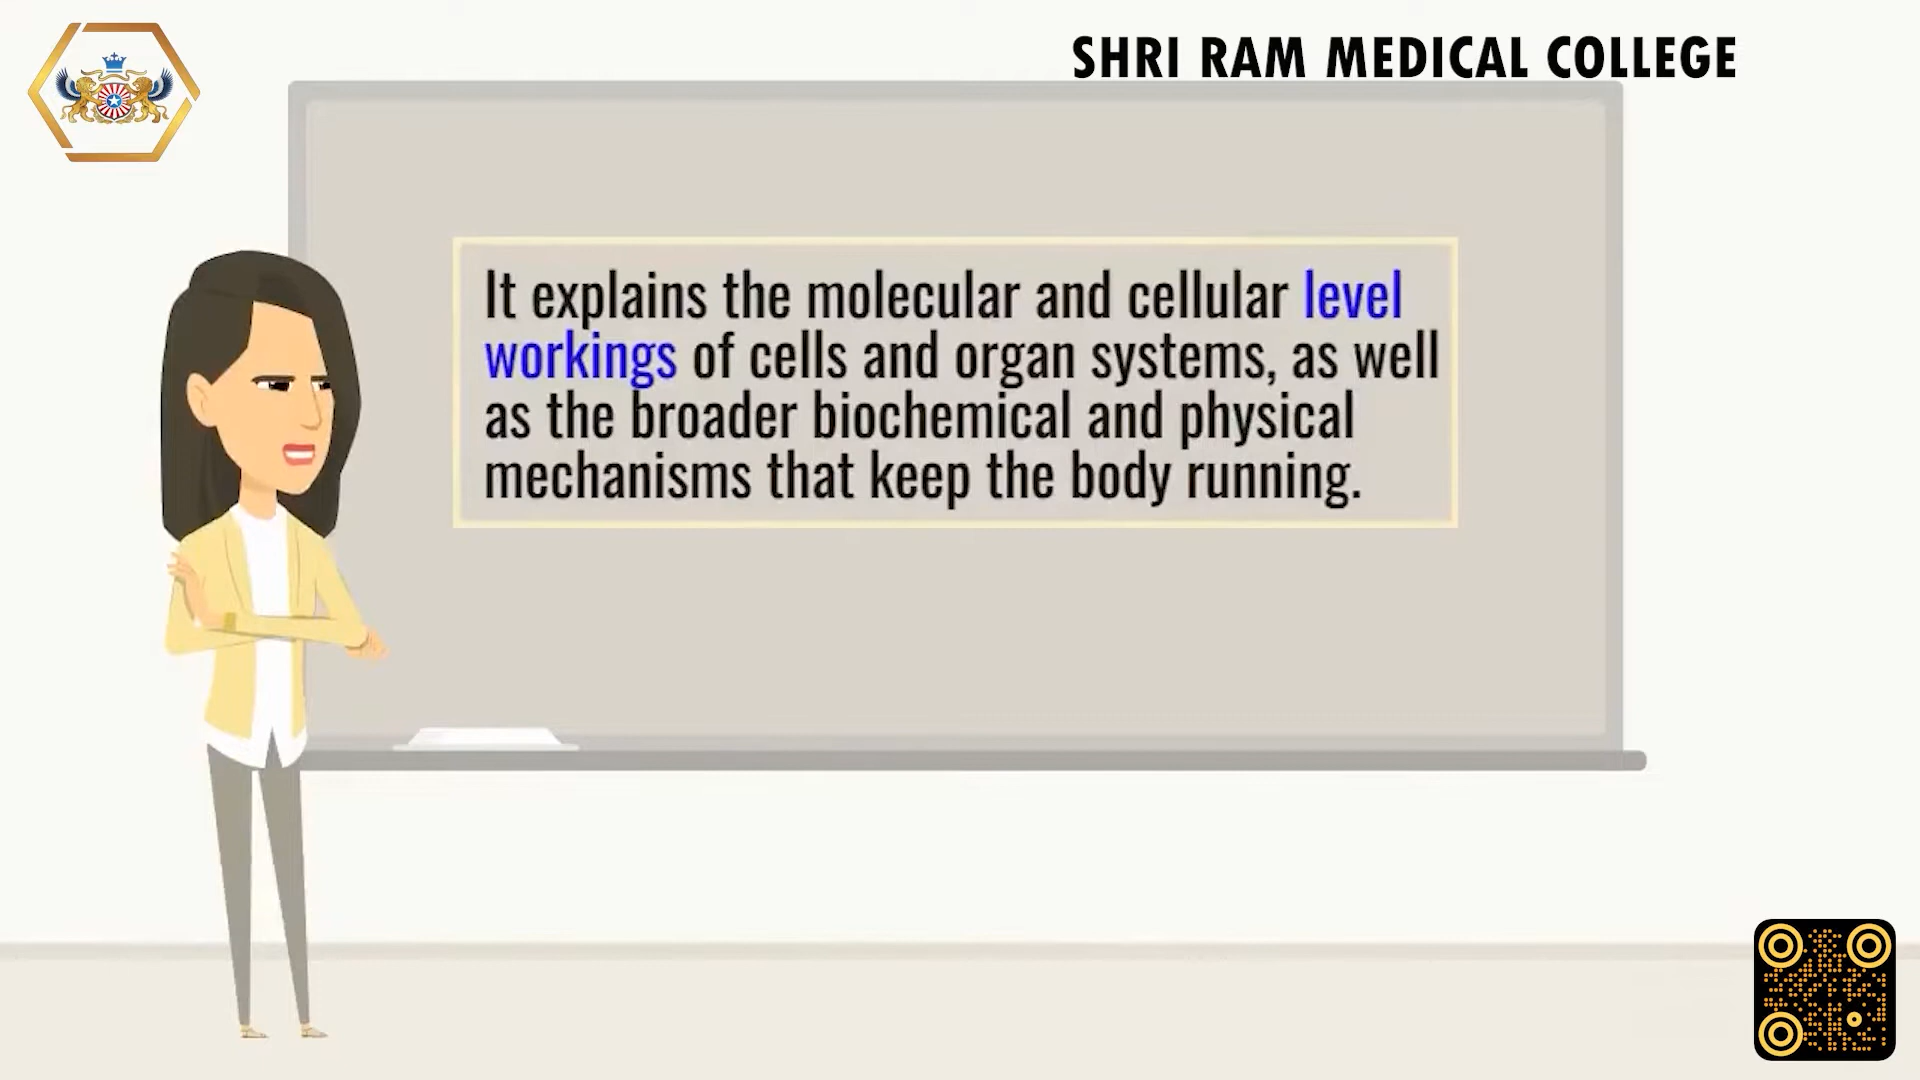 SHRI RAM MEDICAL COLLEGE
It explains the molecular and cellular level
workings of cells and organ systems, as well
as the broader biochemical and physical
mechanisms that keep the body running.